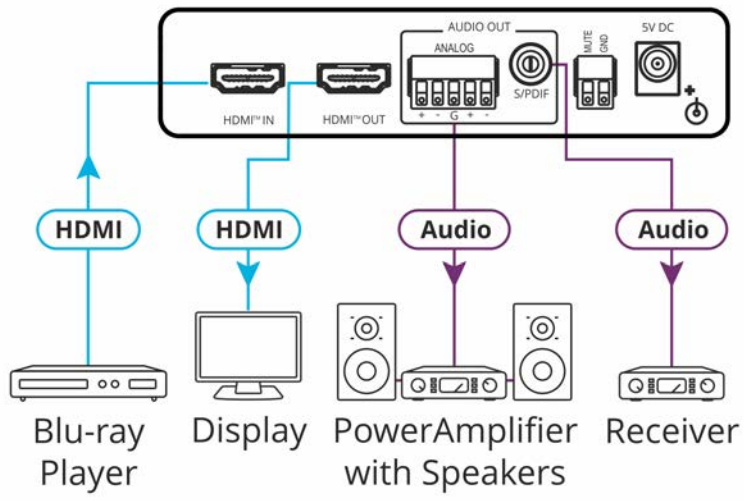 AUDIO OUT
5V DC
ANALOG
MUTE
GND
S/PDIF
HDMI™ IN
HDMI™ OUT
+ - G + -
+
HDMI
HDMI
Audio
Audio
Blu-ray
Player
Display
PowerAmplifier
with Speakers
Receiver